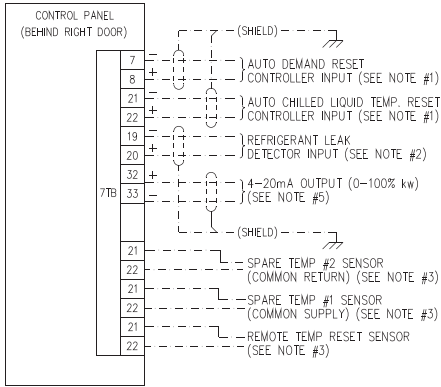 CONTROL PANEL
(BEHIND RIGHT DOOR)
(SHIELD)
7 −
8 +
AUTO DEMAND RESET
CONTROLLER INPUT (SEE NOTE #1)
21 −
22 +
AUTO CHILLED LIQUID TEMP. RESET
CONTROLLER INPUT (SEE NOTE #1)
19 −
20 +
REFRIGERANT LEAK
DETECTOR INPUT (SEE NOTE #2)
7TB
32 +
33 −
4–20mA OUTPUT (0–100% kw)
(SEE NOTE #5)
(SHIELD)
21
22
SPARE TEMP #2 SENSOR
(COMMON RETURN) (SEE NOTE #3)
21
22
SPARE TEMP #1 SENSOR
(COMMON SUPPLY) (SEE NOTE #3)
21
22
REMOTE TEMP RESET SENSOR
(SEE NOTE #3)